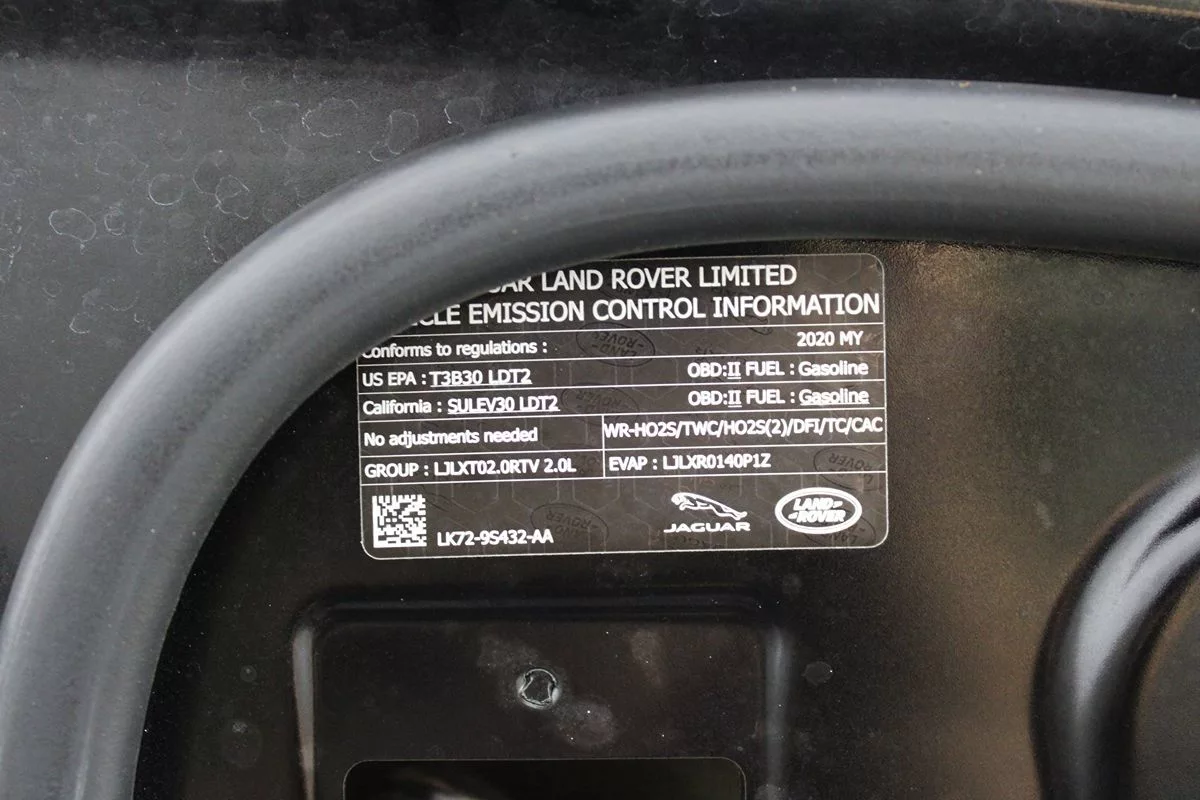 LAND ROVER LIMITED
EMISSION CONTROL INFORMATION
Conforms to regulations : 2020 MY
US EPA : T3B30 LDT2 OBD:II FUEL : Gasoline
California : SULEV30 LDT2 OBD:II FUEL : Gasoline
No adjustments needed WR-HO2S/TWC/HO2S(2)/DFI/TC/CAC
GROUP : LJLXT02.0RTV 2.0L EVAP : LJLXR0140P1Z
LK72-9S432-AA
JAGUAR
LAND-
-ROVER